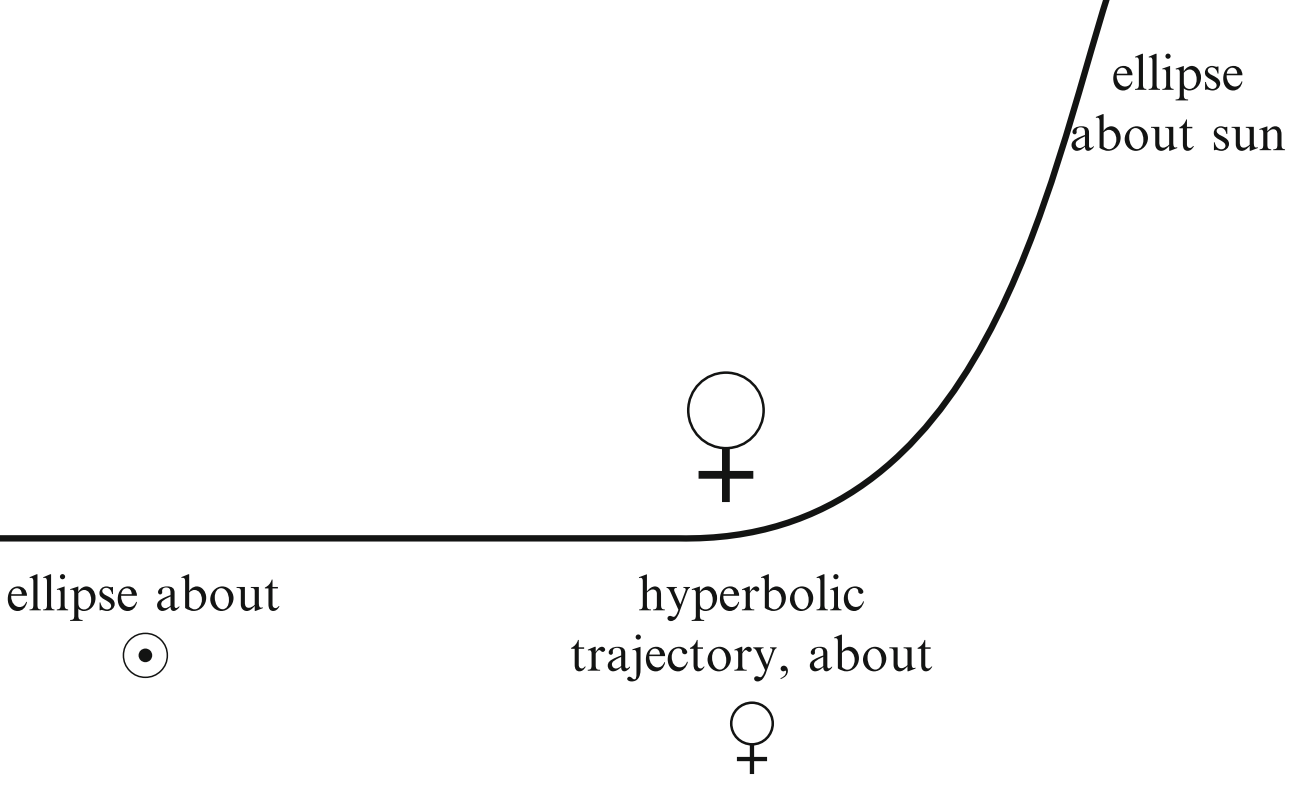 ellipse
about sun
ellipse about
☉
hyperbolic
trajectory, about
♀